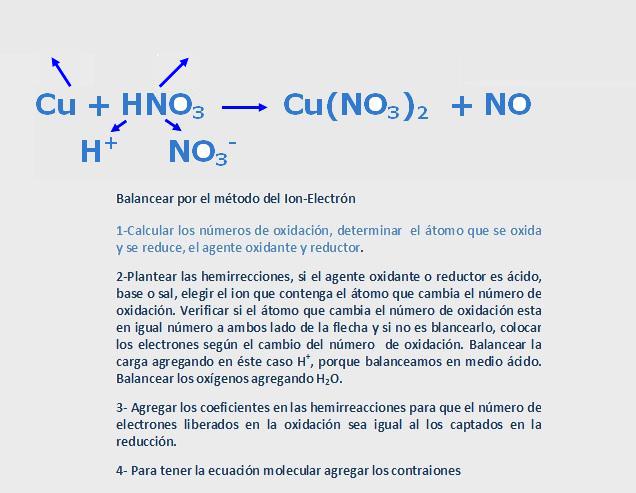 Cu + HNO₃ ⟶ Cu(NO₃)₂ + NO
H⁺ NO₃⁻
Balancear por el método del Ion-Electrón
1-Calcular los números de oxidación, determinar el átomo que se oxida
y se reduce, el agente oxidante y reductor.
2-Plantear las hemirrecciones, si el agente oxidante o reductor es ácido,
base o sal, elegir el ion que contenga el átomo que cambia el número de
oxidación. Verificar si el átomo que cambia el número de oxidación esta
en igual número a ambos lado de la flecha y si no es blancearlo, colocar
los electrones según el cambio del número de oxidación. Balancear la
carga agregando en éste caso H⁺, porque balanceamos en medio ácido.
Balancear los oxígenos agregando H₂O.
3- Agregar los coeficientes en las hemirreacciones para que el número de
electrones liberados en la oxidación sea igual al los captados en la
reducción.
4- Para tener la ecuación molecular agregar los contraiones